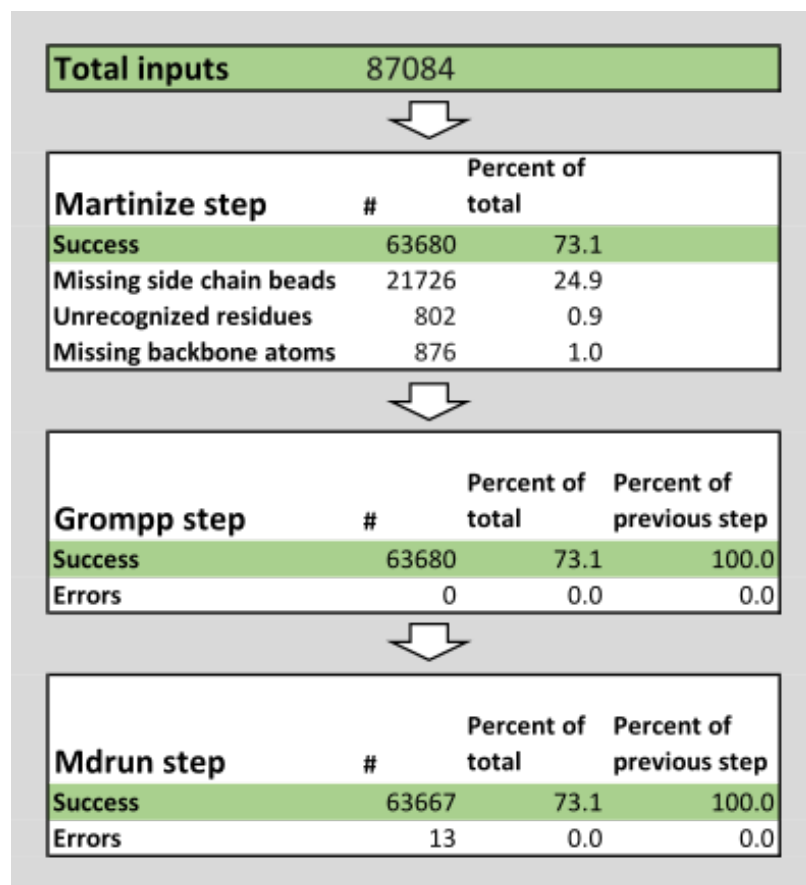 Total inputs 87084
Percent of
Martinize step # total
Success 63680 73.1
Missing side chain beads 21726 24.9
Unrecognized residues 802 0.9
Missing backbone atoms 876 1.0
Percent of Percent of
Grompp step # total previous step
Success 63680 73.1 100.0
Errors 0 0.0 0.0
Percent of Percent of
Mdrun step # total previous step
Success 63667 73.1 100.0
Errors 13 0.0 0.0